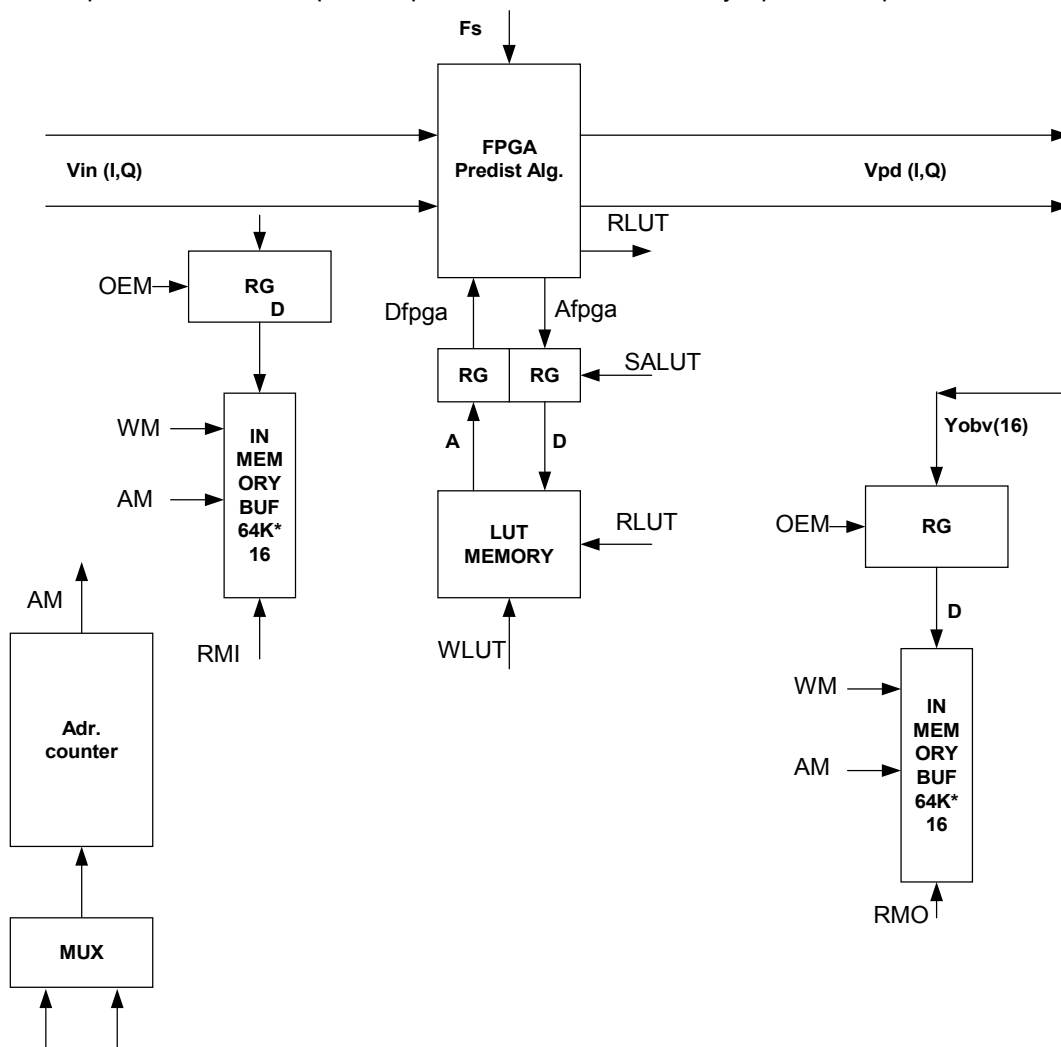 Fs
FPGA
Predist Alg.
Vin (I,Q)
Vpd (I,Q)
RLUT
OEM
RG
D
Dfpga
Afpga
RG
RG
SALUT
WM
AM
IN
MEM
ORY
BUF
64K*
16
A
D
Yobv(16)
OEM
RG
LUT
MEMORY
RLUT
AM
RMI
WLUT
D
Adr.
counter
WM
AM
IN
MEM
ORY
BUF
64K*
16
RMO
MUX